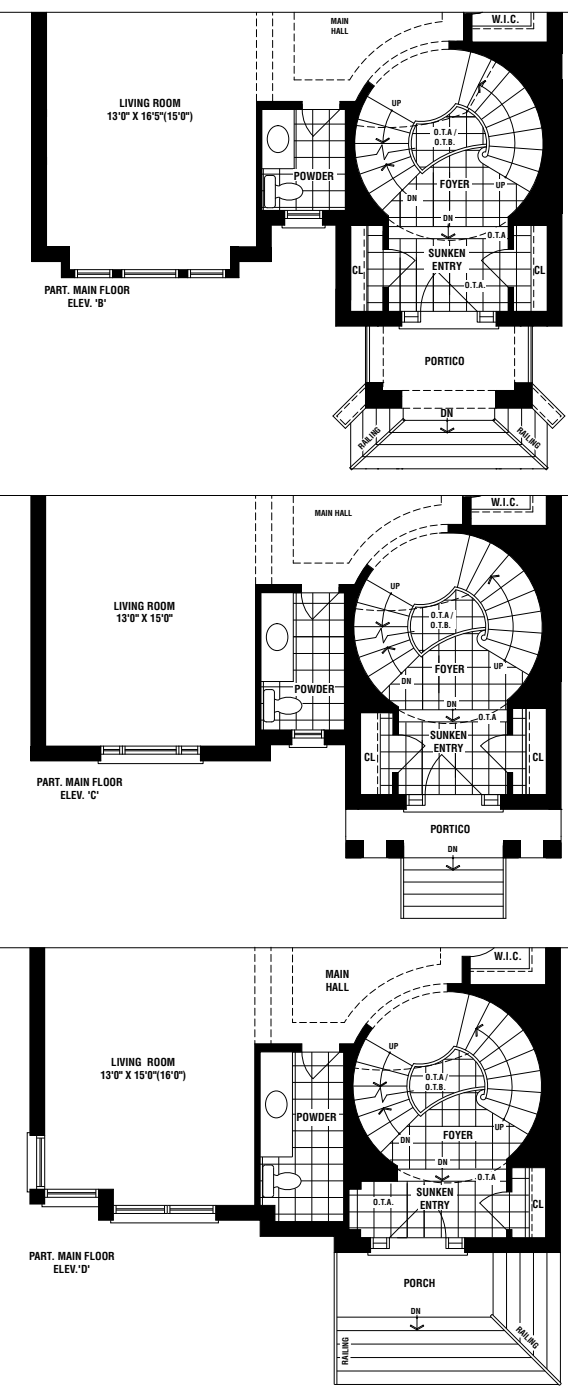 MAIN
HALL
W.I.C.
LIVING ROOM
13'0" X 16'5"(15'0")
UP
O.T.A /
O.T.B.
POWDER
FOYER
DN
UP
DN
O.T.A
SUNKEN
ENTRY
CL
CL
O.T.A.
PART. MAIN FLOOR
ELEV. 'B'
PORTICO
DN
RAILING
RAILING
W.I.C.
MAIN HALL
UP
LIVING ROOM
13'0" X 15'0"
O.T.A /
O.T.B.
FOYER
UP
DN
POWDER
DN
O.T.A
SUNKEN
ENTRY
CL
CL
PART. MAIN FLOOR
ELEV. 'C'
PORTICO
DN
W.I.C.
MAIN
HALL
UP
LIVING ROOM
13'0" X 15'0"(16'0")
O.T.A /
O.T.B.
POWDER
UP
FOYER
DN
DN
O.T.A
SUNKEN
ENTRY
O.T.A.
CL
PART. MAIN FLOOR
ELEV.'D'
PORCH
DN
RAILING
RAILING